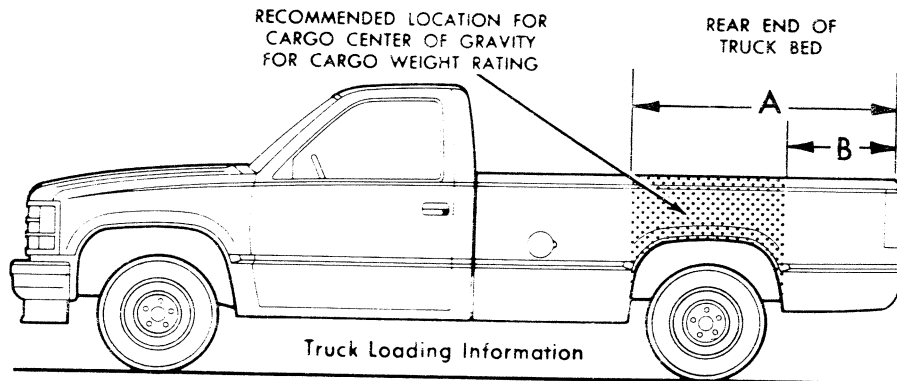 RECOMMENDED LOCATION FOR
CARGO CENTER OF GRAVITY
FOR CARGO WEIGHT RATING
REAR END OF
TRUCK BED
A
B
Truck Loading Information